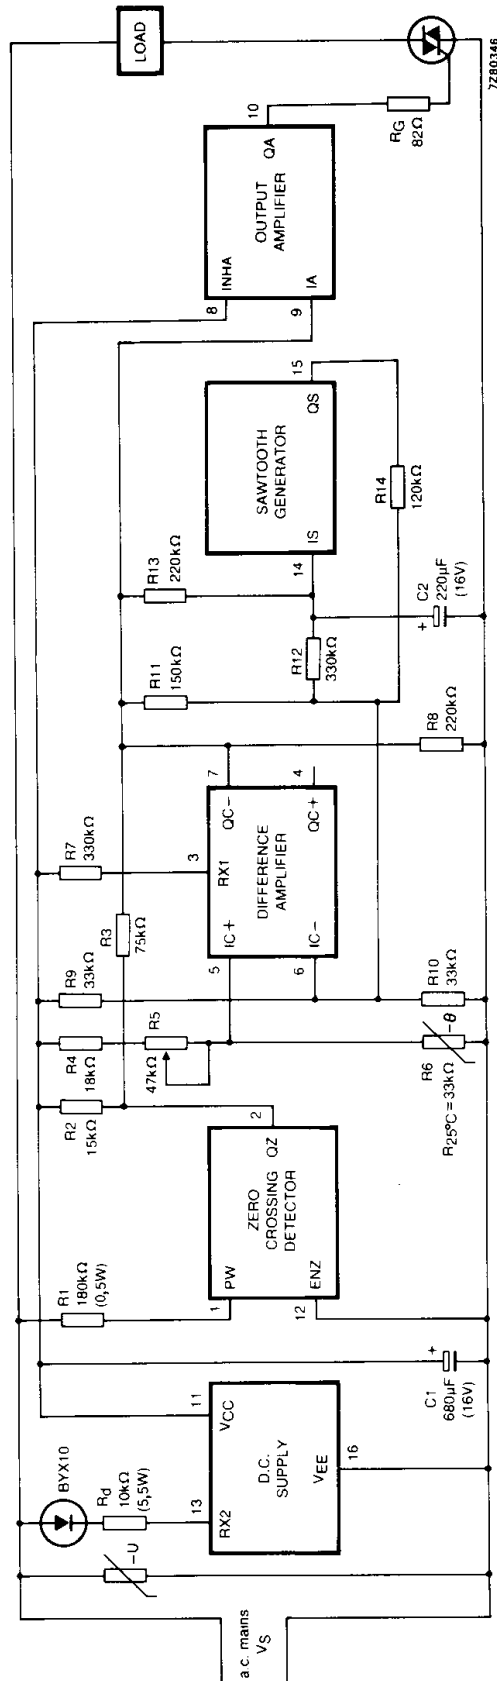 a.c. mains
VS
-U
BYX10
Rd
10kΩ
(5,5W)
13
RX2
D.C.
SUPPLY
VCC
11
VEE
16
C1
680µF
(16V)
+
R1
180kΩ
(0,5W)
1
PW
ZERO
CROSSING
DETECTOR
ENZ
12
QZ
2
R2
15kΩ
R4
18kΩ
R5
47kΩ
R9
33kΩ
R3
75kΩ
R6
-θ
R25°C = 33kΩ
R10
33kΩ
R7
330kΩ
3
RX1
5
IC+
DIFFERENCE
AMPLIFIER
6
IC-
7
QC-
4
QC+
R8
220kΩ
R11
150kΩ
R13
220kΩ
R12
330kΩ
C2
220µF
(16V)
+
14
IS
SAWTOOTH
GENERATOR
QS
15
R14
120kΩ
8
INHA
9
IA
OUTPUT
AMPLIFIER
QA
10
RG
82Ω
LOAD
7Z80346